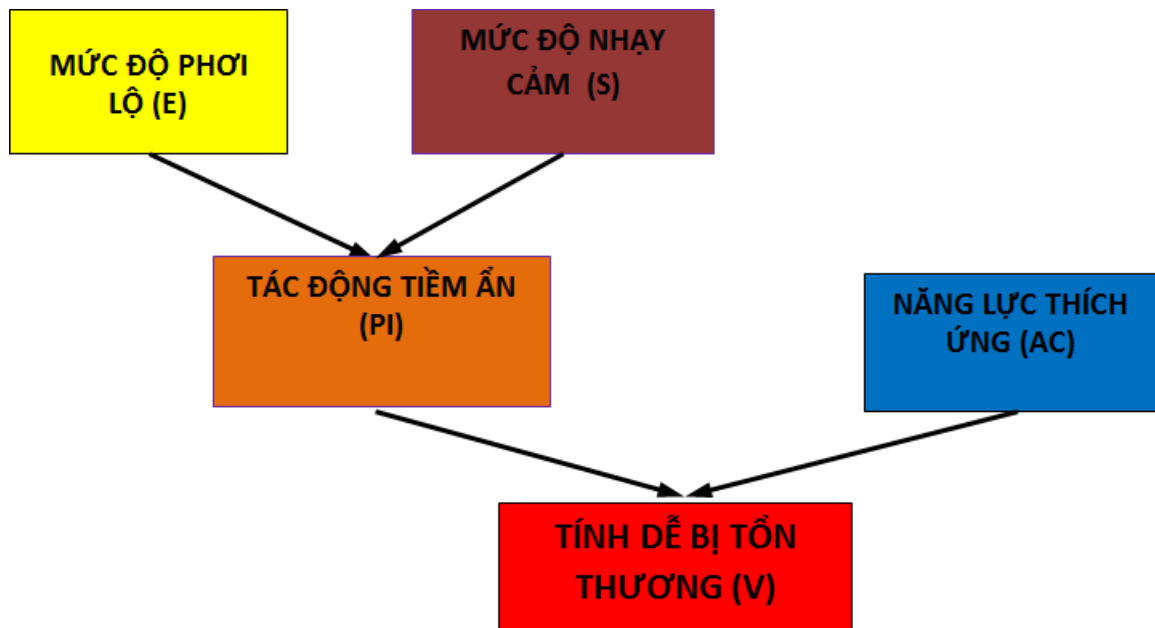 MỨC ĐỘ PHƠI
LỘ (E)
MỨC ĐỘ NHẠY
CẢM (S)
TÁC ĐỘNG TIỀM ẨN
(PI)
NĂNG LỰC THÍCH
ỨNG (AC)
TÍNH DỄ BỊ TỔN
THƯƠNG (V)